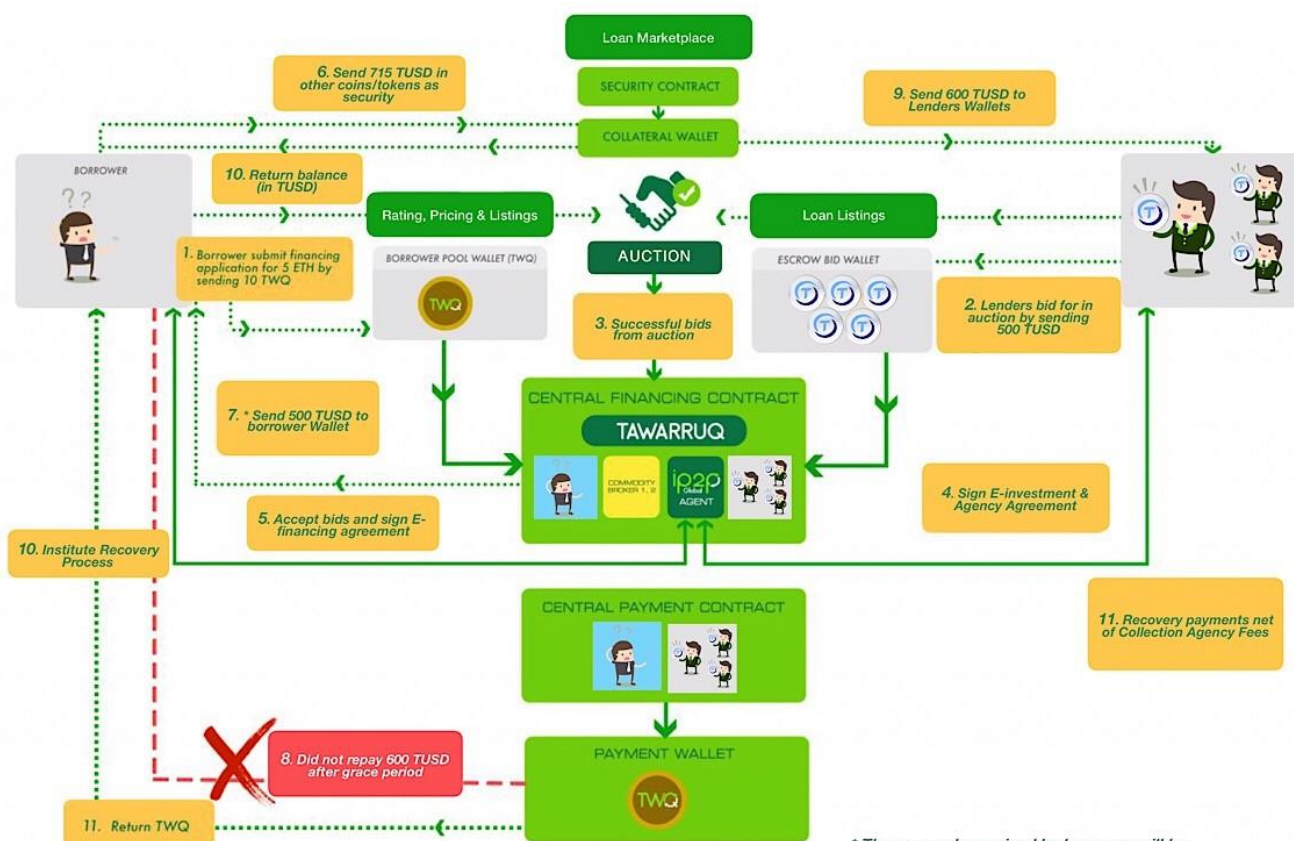 Loan Marketplace
6. Send 715 TUSD in
other coins/tokens as
security
SECURITY CONTRACT
9. Send 600 TUSD to
Lenders Wallets
COLLATERAL WALLET
BORROWER
? ?
10. Return balance
(in TUSD)
Rating, Pricing & Listings
Loan Listings
1. Borrower submit financing
application for 5 ETH by
sending 10 TWQ
BORROWER POOL WALLET (TWQ)
TWQ
AUCTION
ESCROW BID WALLET
2. Lenders bid for in
auction by sending
500 TUSD
3. Successful bids
from auction
7. * Send 500 TUSD to
borrower Wallet
CENTRAL FINANCING CONTRACT
TAWARRUQ
COMMODITY
BROKER 1, 2
ip2p
Global
AGENT
4. Sign E-investment &
Agency Agreement
5. Accept bids and sign E-
financing agreement
10. Institute Recovery
Process
CENTRAL PAYMENT CONTRACT
11. Recovery payments net
of Collection Agency Fees
8. Did not repay 600 TUSD
after grace period
PAYMENT WALLET
TWQ
11. Return TWQ